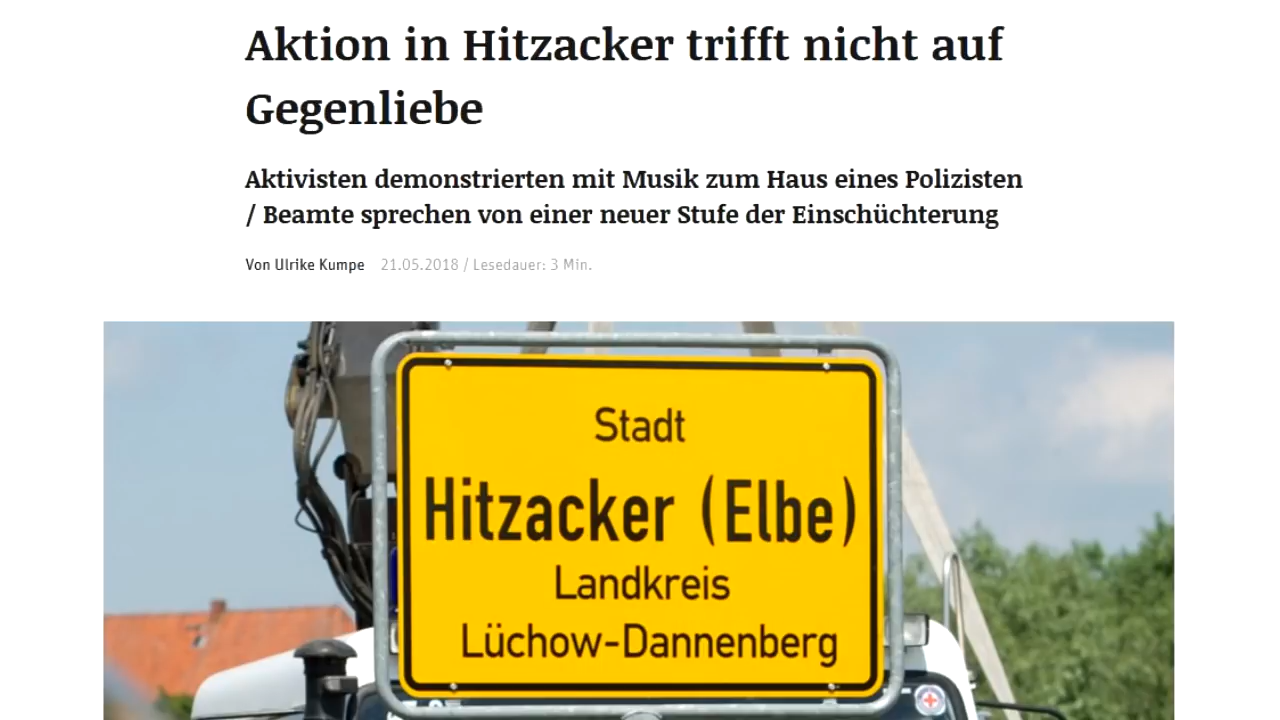 Aktion in Hitzacker trifft nicht auf
Gegenliebe
Aktivisten demonstrierten mit Musik zum Haus eines Polizisten
/ Beamte sprechen von einer neuer Stufe der Einschüchterung
Von Ulrike Kumpe 21.05.2018 / Lesedauer: 3 Min.
Stadt
Hitzacker (Elbe)
Landkreis
Lüchow-Dannenberg